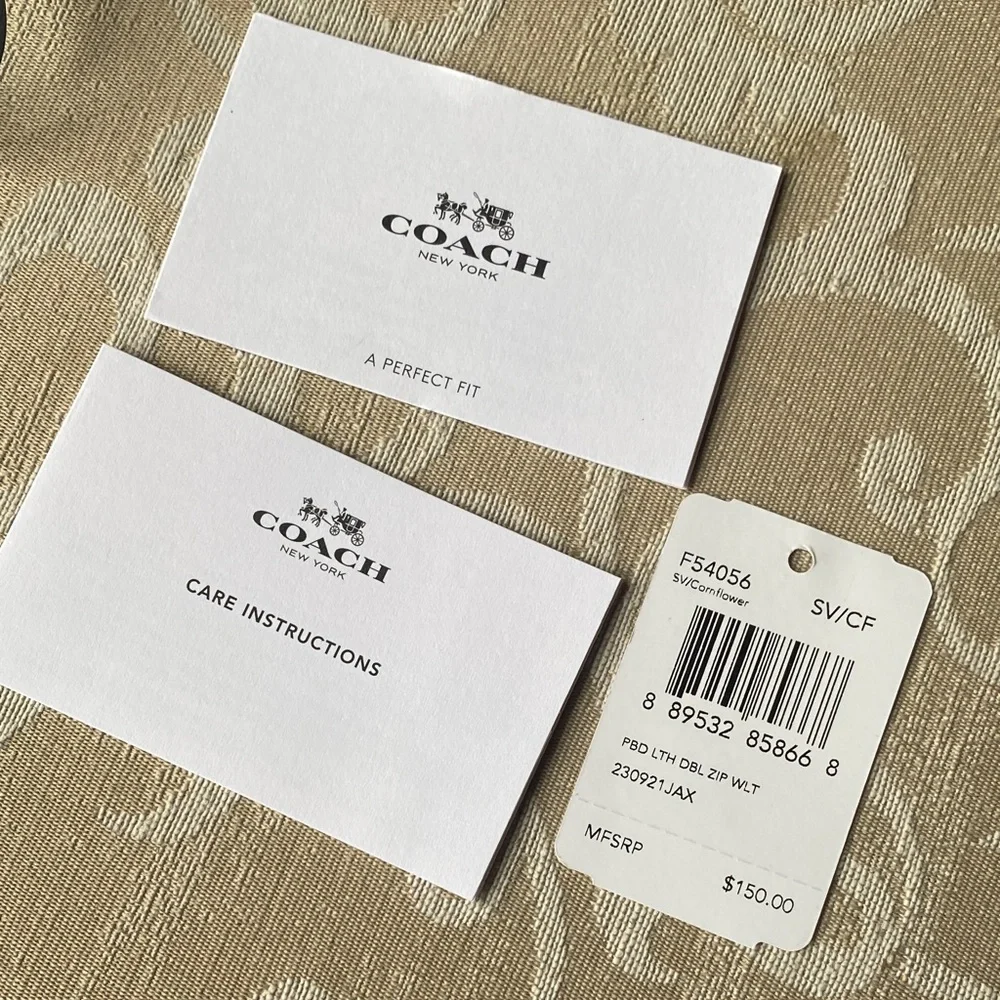 COACH
NEW YORK
A PERFECT FIT
COACH
NEW YORK
CARE INSTRUCTIONS
F54056
SV/Cornflower
SV/CF
8 89532 85866 8
PBD LTH DBL ZIP WLT
230921JAX
MFSRP
$150.00